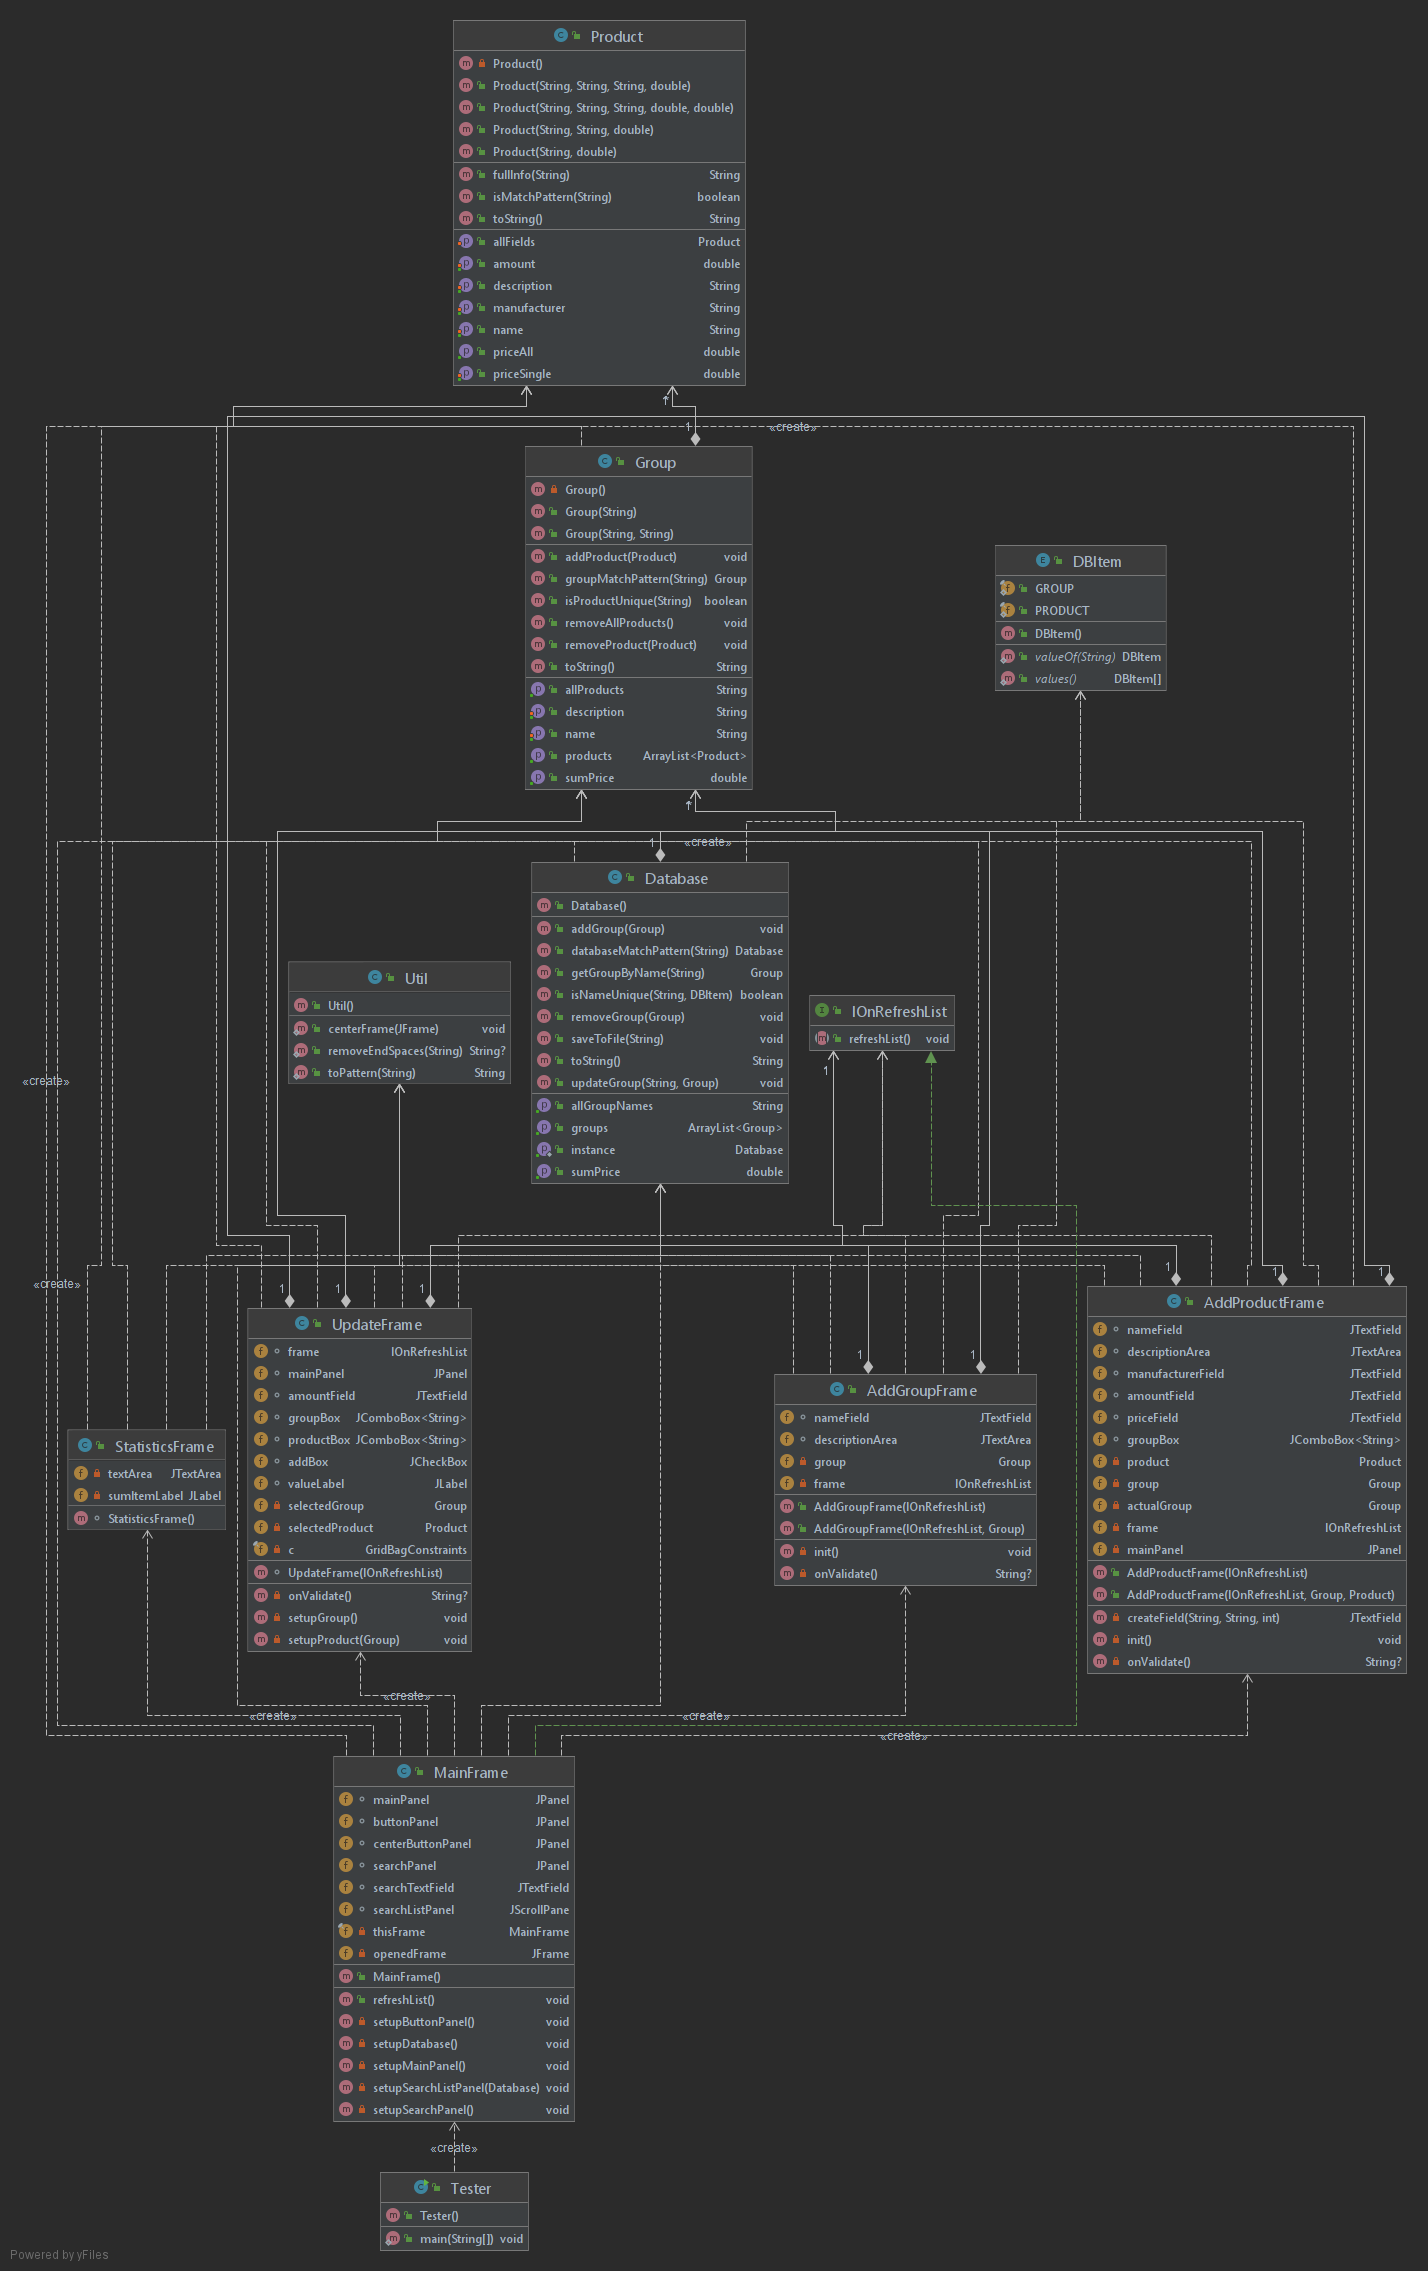 Product
Product()
Product(String, String, String, double)
Product(String, String, String, double, double)
Product(String, String, double)
Product(String, double)
fullInfo(String) String
isMatchPattern(String) boolean
toString() String
allFields Product
amount double
description String
manufacturer String
name String
priceAll double
priceSingle double
1
1
«create»
Group
Group()
Group(String)
Group(String, String)
addProduct(Product) void
groupMatchPattern(String) Group
isProductUnique(String) boolean
removeAllProducts() void
removeProduct(Product) void
toString() String
allProducts String
description String
name String
products ArrayList<Product>
sumPrice double
DBItem
GROUP
PRODUCT
DBItem()
valueOf(String) DBItem
values() DBItem[]
1
1
«create»
Database
Database()
addGroup(Group) void
databaseMatchPattern(String) Database
getGroupByName(String) Group
isNameUnique(String, DBItem) boolean
removeGroup(Group) void
saveToFile(String) void
toString() String
updateGroup(String, Group) void
allGroupNames String
groups ArrayList<Group>
instance Database
sumPrice double
Util
Util()
centerFrame(JFrame) void
removeEndSpaces(String) String?
toPattern(String) String
IOnRefreshList
refreshList() void
1
«create»
«create»
1
1
1
1
1
1
UpdateFrame
frame IOnRefreshList
mainPanel JPanel
amountField JTextField
groupBox JComboBox<String>
productBox JComboBox<String>
addBox JCheckBox
valueLabel JLabel
selectedGroup Group
selectedProduct Product
c GridBagConstraints
UpdateFrame(IOnRefreshList)
onValidate() String?
setupGroup() void
setupProduct(Group) void
AddProductFrame
nameField JTextField
descriptionArea JTextArea
manufacturerField JTextField
amountField JTextField
priceField JTextField
groupBox JComboBox<String>
product Product
group Group
actualGroup Group
frame IOnRefreshList
mainPanel JPanel
AddProductFrame(IOnRefreshList)
AddProductFrame(IOnRefreshList, Group, Product)
createField(String, String, int) JTextField
init() void
onValidate() String?
1
1
AddGroupFrame
nameField JTextField
descriptionArea JTextArea
group Group
frame IOnRefreshList
AddGroupFrame(IOnRefreshList)
AddGroupFrame(IOnRefreshList, Group)
init() void
onValidate() String?
StatisticsFrame
textArea JTextArea
sumItemLabel JLabel
StatisticsFrame()
«create»
«create»
«create»
«create»
MainFrame
mainPanel JPanel
buttonPanel JPanel
centerButtonPanel JPanel
searchPanel JPanel
searchTextField JTextField
searchListPanel JScrollPane
thisFrame MainFrame
openedFrame JFrame
MainFrame()
refreshList() void
setupButtonPanel() void
setupDatabase() void
setupMainPanel() void
setupSearchListPanel(Database) void
setupSearchPanel() void
«create»
Tester
Tester()
main(String[]) void
Powered by yFiles